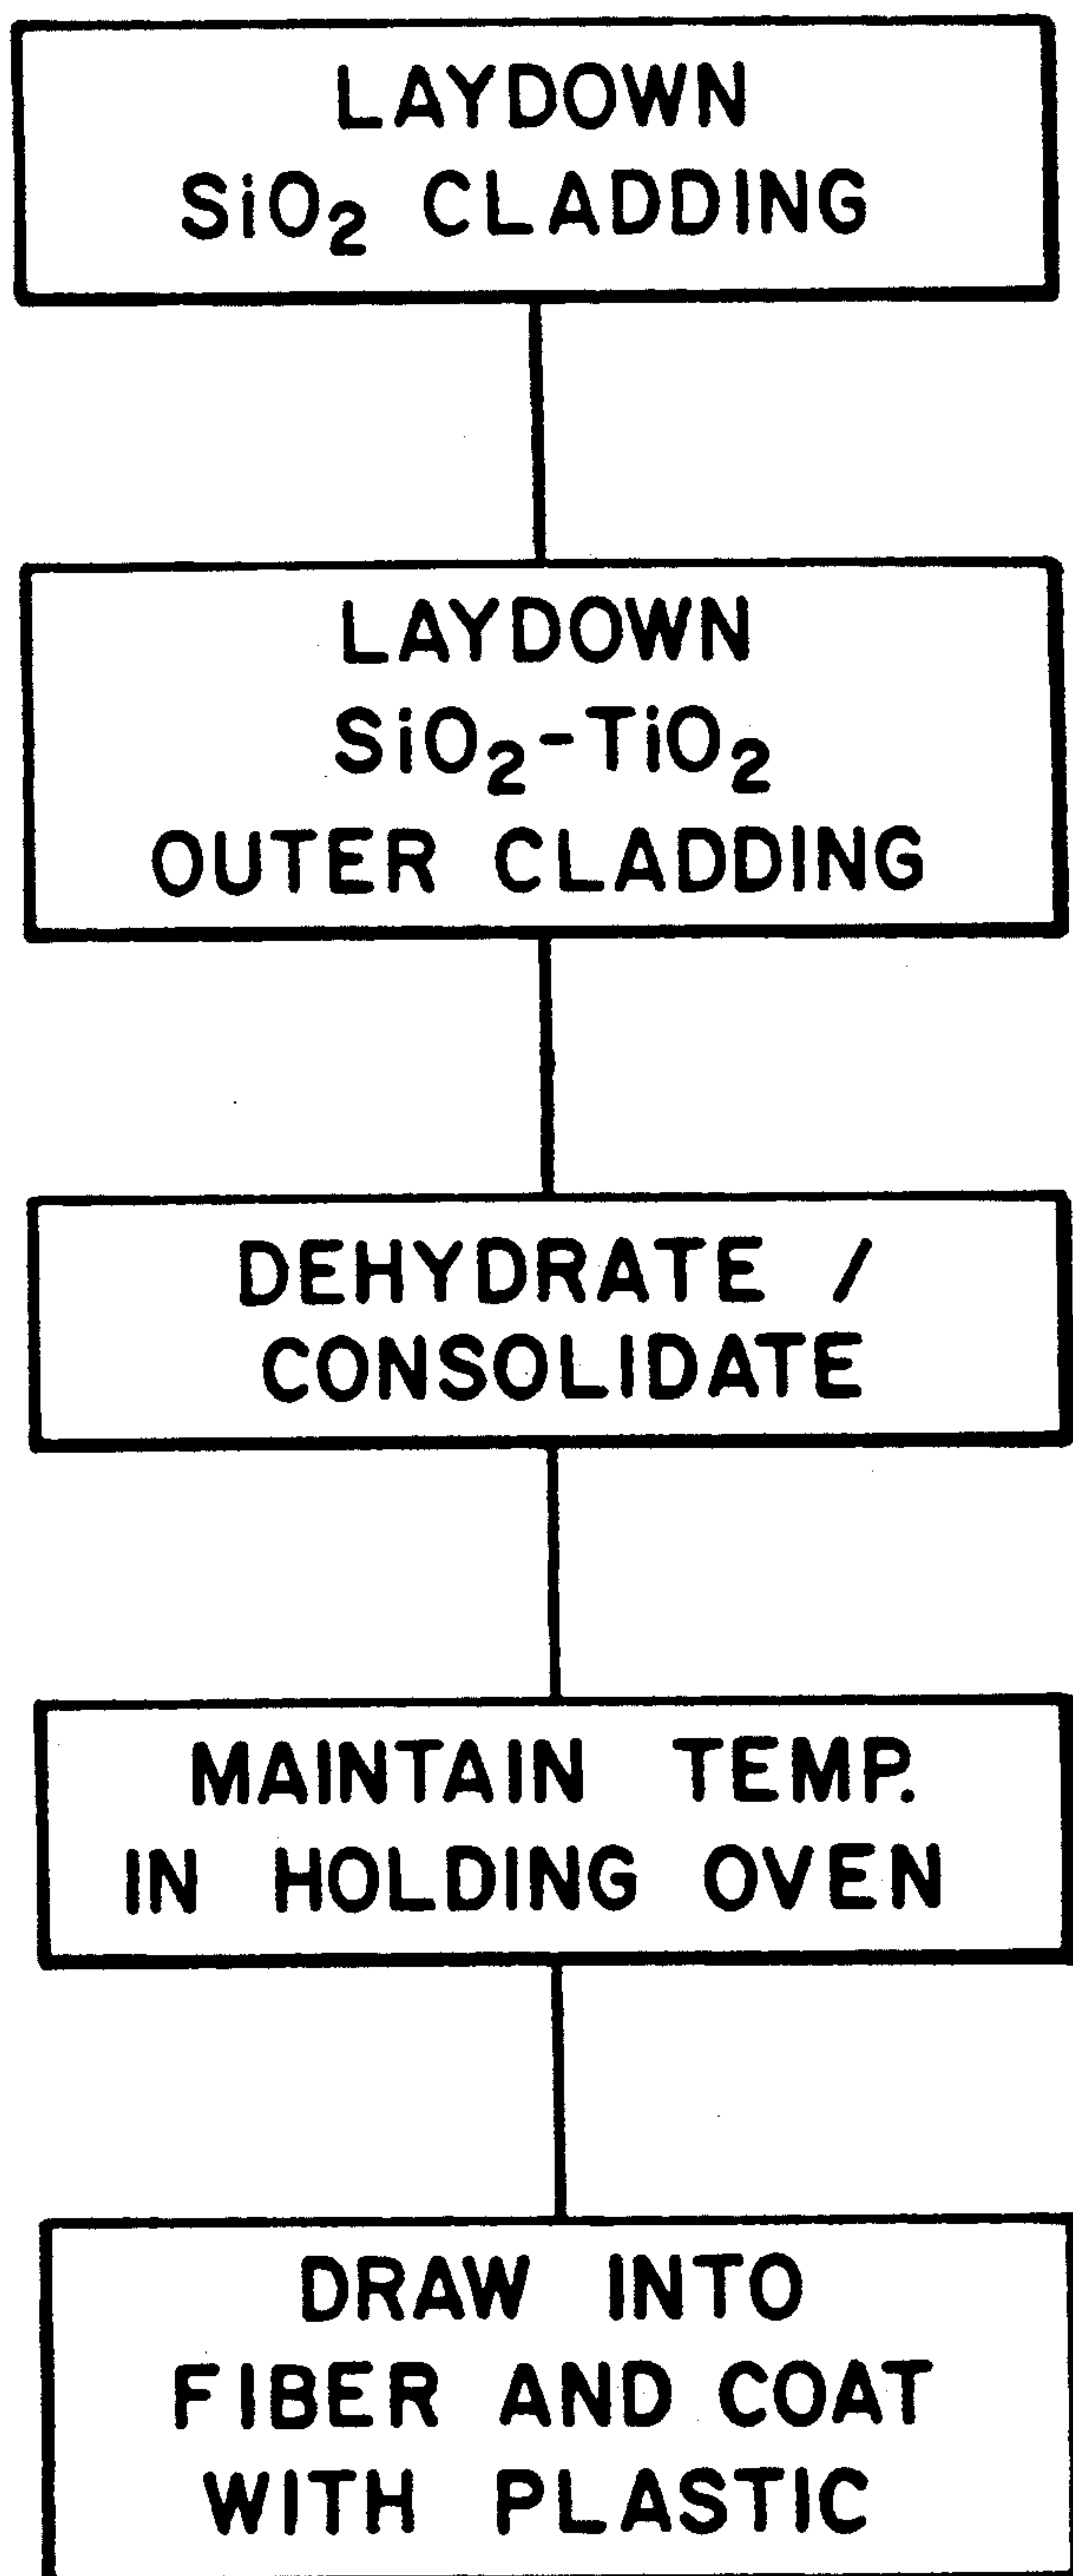 LAYDOWN
SiO₂ CLADDING
LAYDOWN
SiO₂-TiO₂
OUTER CLADDING
DEHYDRATE /
CONSOLIDATE
MAINTAIN TEMP.
IN HOLDING OVEN
DRAW INTO
FIBER AND COAT
WITH PLASTIC